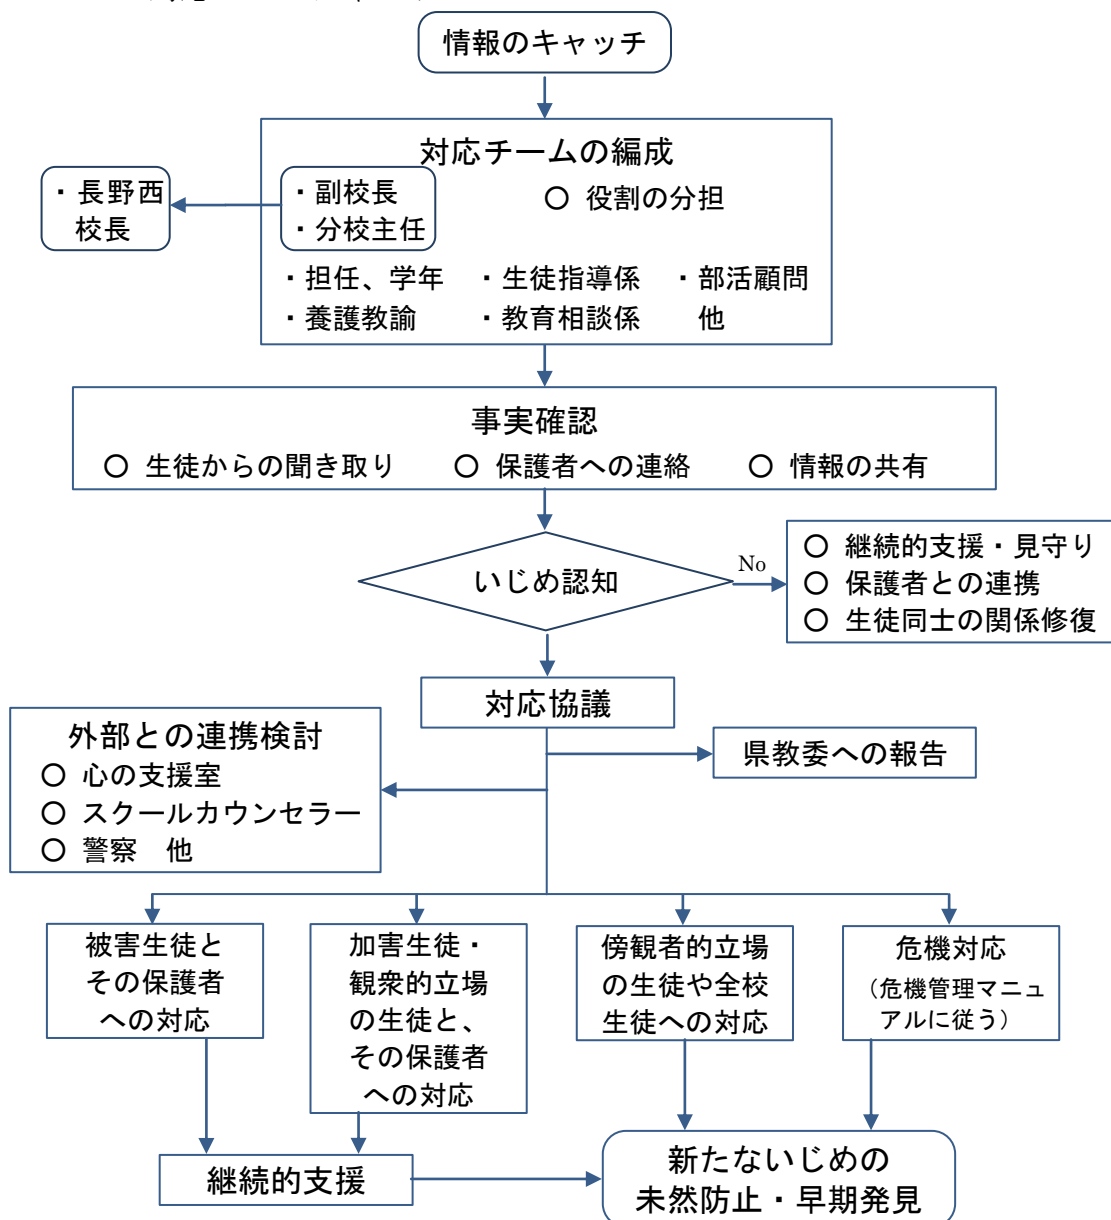 情報のキャッチ
対応チームの編成
・長野西
校長
・副校長
・分校主任
○ 役割の分担
・担任、学年 ・生徒指導係 ・部活顧問
・養護教諭 ・教育相談係 他
事実確認
○ 生徒からの聞き取り ○ 保護者への連絡 ○ 情報の共有
いじめ認知
No
○ 継続的支援・見守り
○ 保護者との連携
○ 生徒同士の関係修復
対応協議
県教委への報告
外部との連携検討
○ 心の支援室
○ スクールカウンセラー
○ 警察 他
被害生徒と
その保護者
への対応
加害生徒・
観衆的立場
の生徒と、
その保護者
への対応
傍観者的立場
の生徒や全校
生徒への対応
危機対応
（危機管理マニュ
アルに従う）
継続的支援
新たないじめの
未然防止・早期発見